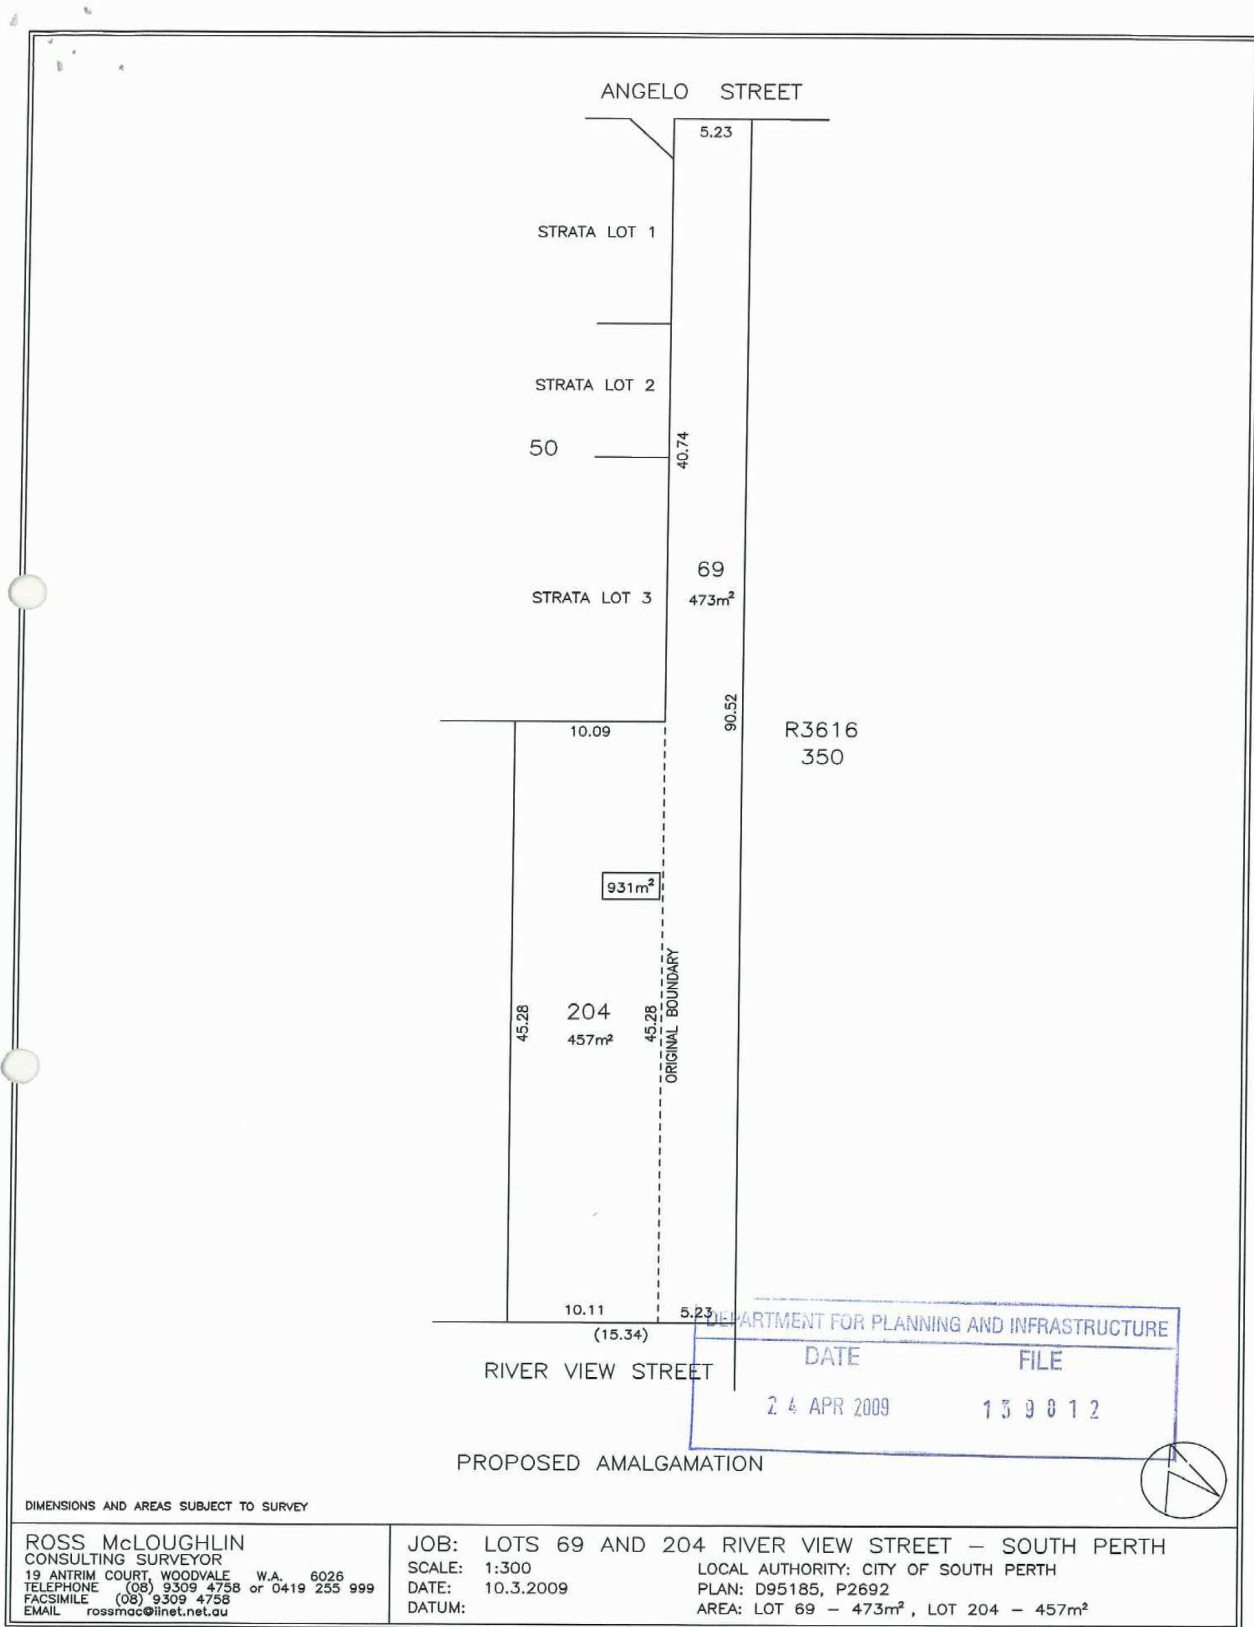 ANGELO STREET
5.23
STRATA LOT 1
STRATA LOT 2
50
40.74
69
STRATA LOT 3
473m²
90.52
R3616
350
10.09
931m²
ORIGINAL BOUNDARY
45.28
204
45.28
457m²
10.11
5.23
(15.34)
RIVER VIEW STREET
DEPARTMENT FOR PLANNING AND INFRASTRUCTURE
DATE FILE
24 APR 2009 139012
PROPOSED AMALGAMATION
DIMENSIONS AND AREAS SUBJECT TO SURVEY
ROSS McLOUGHLIN
CONSULTING SURVEYOR
19 ANTRIM COURT, WOODVALE W.A. 6026
TELEPHONE (08) 9309 4758 or 0419 255 999
FACSIMILE (08) 9309 4758
EMAIL rossmac@iinet.net.au
JOB: LOTS 69 AND 204 RIVER VIEW STREET – SOUTH PERTH
SCALE: 1:300
LOCAL AUTHORITY: CITY OF SOUTH PERTH
DATE: 10.3.2009
PLAN: D95185, P2692
DATUM:
AREA: LOT 69 – 473m², LOT 204 – 457m²